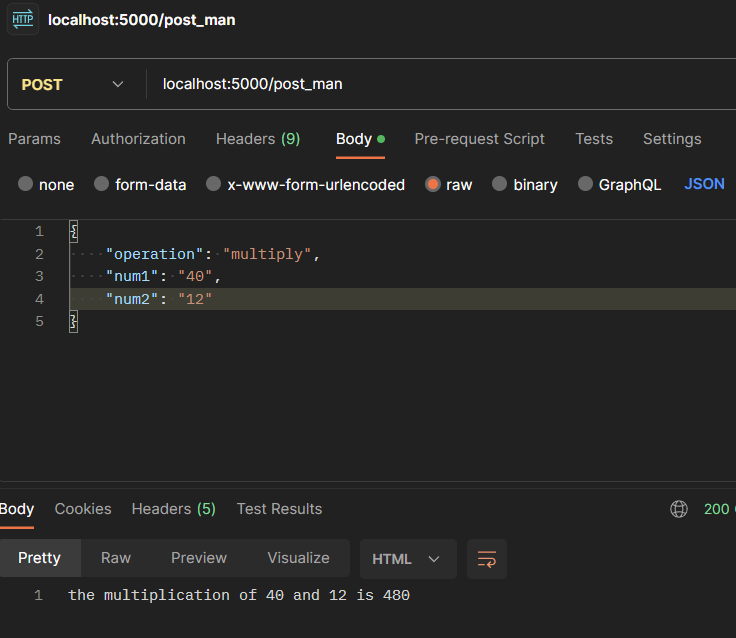 HTTP localhost:5000/post_man
POST localhost:5000/post_man
Params Authorization Headers (9) Body Pre-request Script Tests Settings
none form-data x-www-form-urlencoded raw binary GraphQL JSON
1 {
2 "operation": "multiply",
3 "num1": "40",
4 "num2": "12"
5 }
Body Cookies Headers (5) Test Results 200
Pretty Raw Preview Visualize HTML
1 the multiplication of 40 and 12 is 480